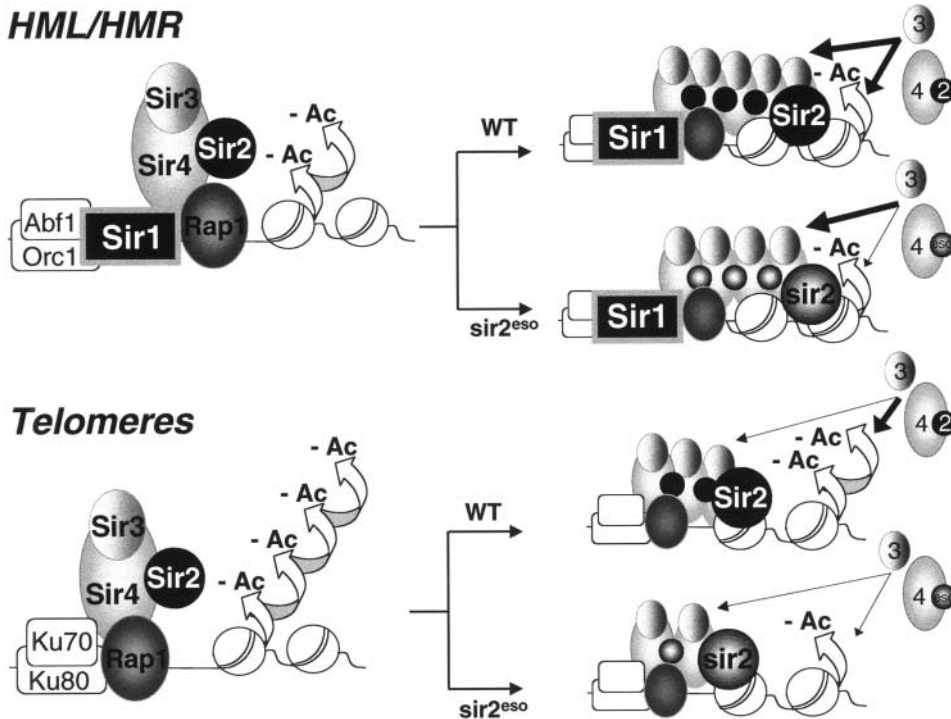 HML/HMR
Sir3
Sir4
Sir2
Abf1
Orc1
Sir1
Rap1
- Ac
- Ac
WT
sir2eso
Sir1
Sir2
- Ac
3
4
2
Sir1
sir2
- Ac
3
4
Telomeres
Sir3
Sir4
Sir2
Ku70
Ku80
Rap1
- Ac
- Ac
- Ac
- Ac
WT
sir2eso
Sir2
- Ac
- Ac
3
4
2
sir2
- Ac
3
4